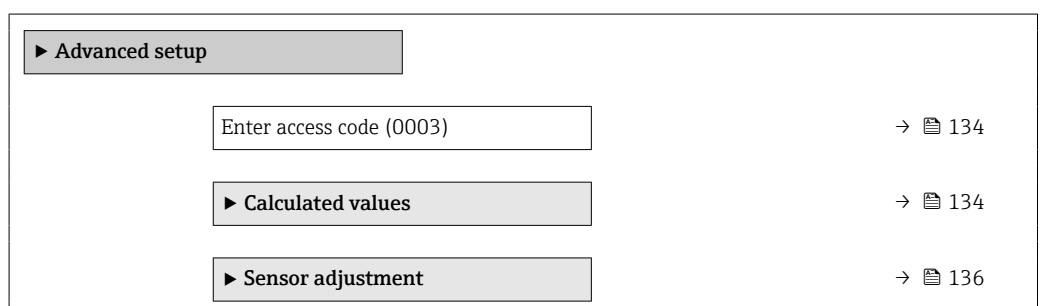 ▶ Advanced setup
Enter access code (0003) → 134
▶ Calculated values → 134
▶ Sensor adjustment → 136